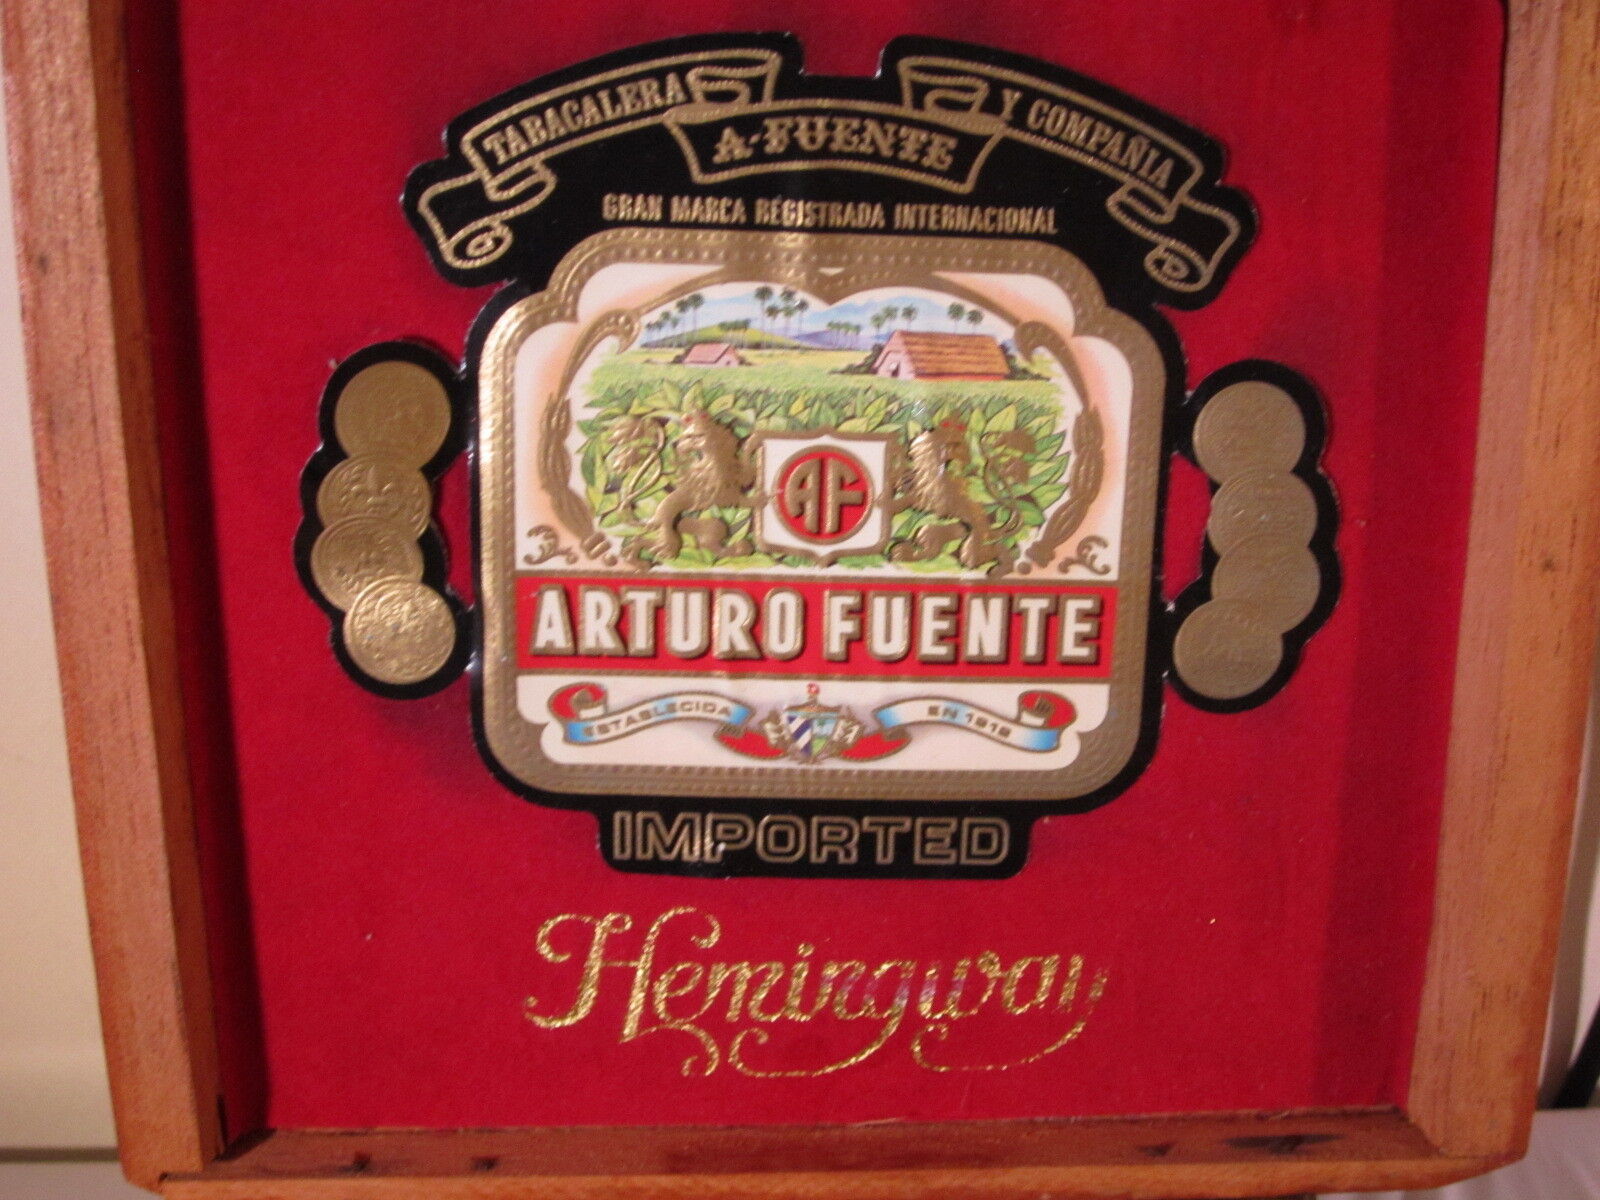 TABACALERA A·FUENTE Y COMPAÑIA
GRAN MARCA REGISTRADA INTERNACIONAL
AF
ARTURO FUENTE
ESTABLECIDA EN 1912
IMPORTED
Hemingway